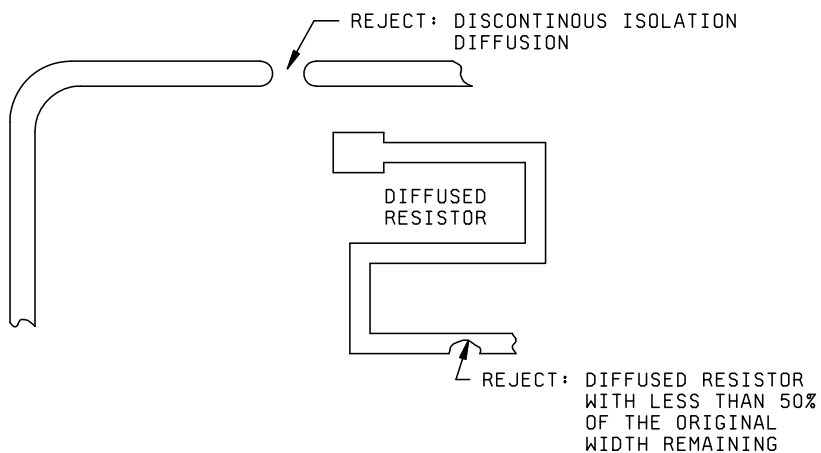 REJECT: DISCONTINOUS ISOLATION
DIFFUSION
DIFFUSED
RESISTOR
REJECT: DIFFUSED RESISTOR
WITH LESS THAN 50%
OF THE ORIGINAL
WIDTH REMAINING